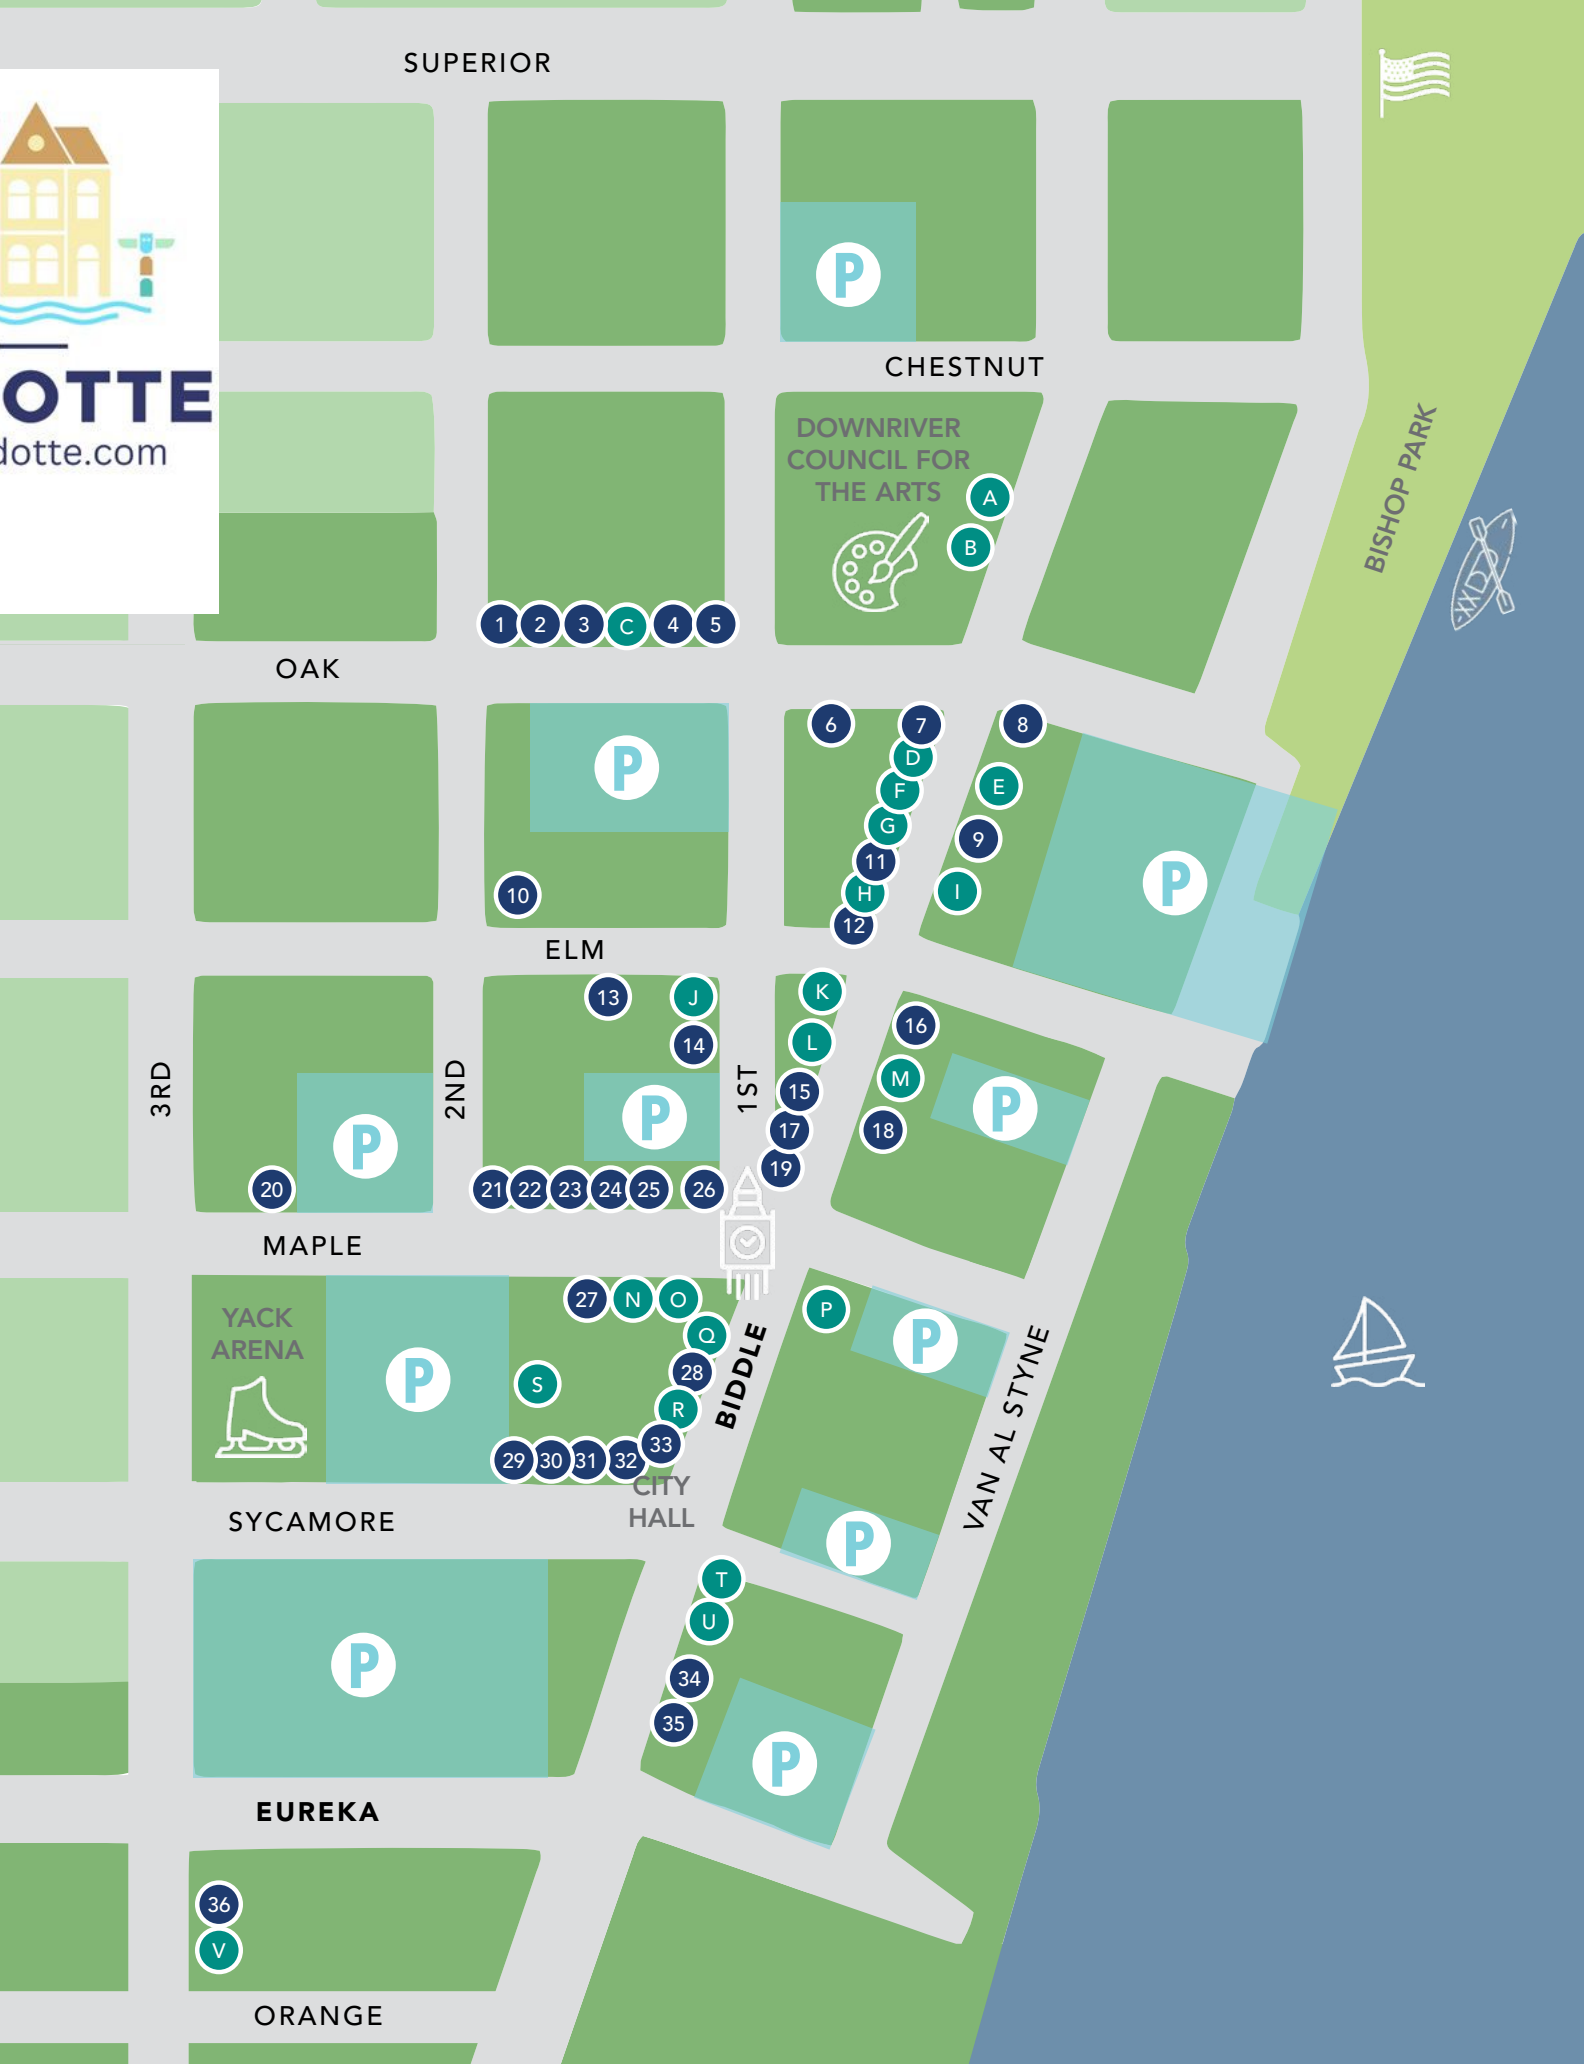 SUPERIOR
P
CHESTNUT
OTTE
dotte.com
DOWNRIVER
COUNCIL FOR
THE ARTS
A
B
BISHOP PARK
1 2 3 C 4 5
OAK
6
7
8
D
E
F
G
9
11
H
I
12
P
P
10
ELM
13
J
14
K
L
16
M
15
17
18
19
P
3RD
2ND
1ST
P
P
20
21 22 23 24 25 26
MAPLE
YACK
ARENA
P
27 N O
Q
28
R
S
29 30 31 32 33
CITY
HALL
BIDDLE
P
P
VAN AL STYNE
P
SYCAMORE
T
U
34
35
P
P
EUREKA
36
V
ORANGE